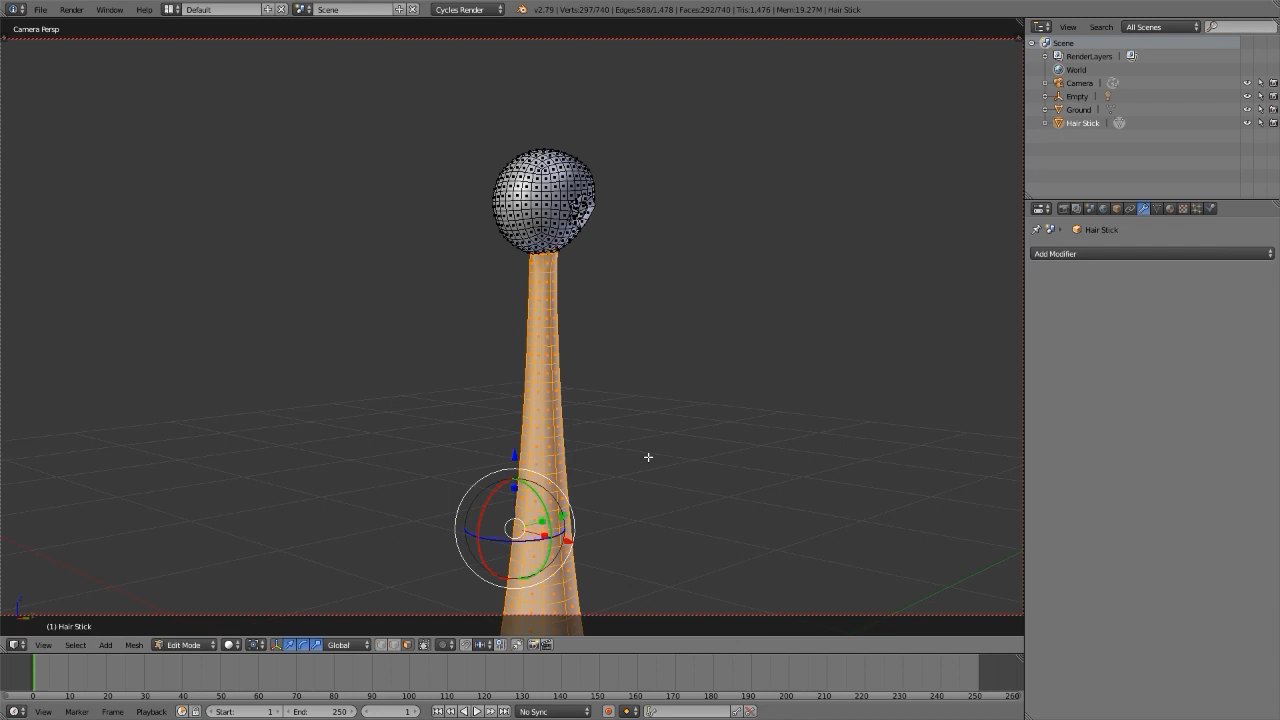 File Render Window Help Default Scene Cycles Render v2.79 | Verts:297/740 | Edges:588/1,478 | Faces:292/740 | Tris:1,476 | Mem:19.27M | Hair Stick
Camera Persp
View Search All Scenes
Scene
RenderLayers
World
Camera
Empty
Ground
Hair Stick
Hair Stick
Add Modifier
(1) Hair Stick
View Select Add Mesh Edit Mode Global
0 10 20 30 40 50 60 70 80 90 100 110 120 130 140 150 160 170 180 190 200 210 220 230 240 250 260
View Marker Frame Playback Start: 1 End: 250 1 No Sync